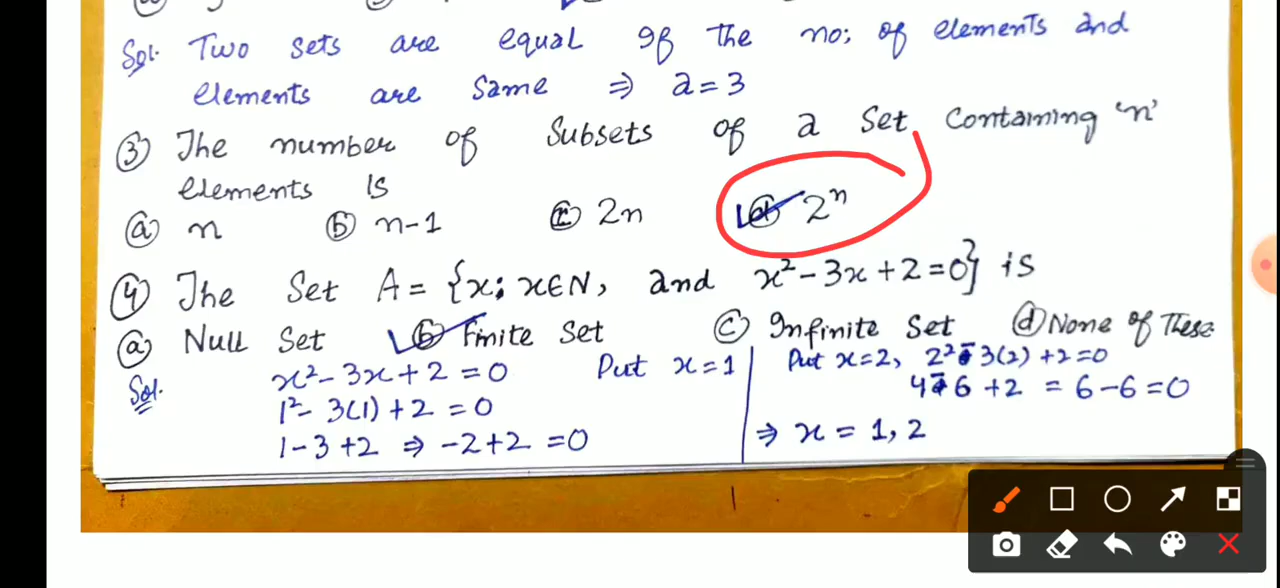 Sol. Two sets are equal If the no; of elements and
elements are same ⇒ a = 3
③ The number of Subsets of a Set Containing 'n'
elements is
ⓐ n ⓑ n-1 ⓒ 2n ⓓ 2ⁿ
④ The Set A = {x; x∈N, and x²-3x+2=0} is
ⓐ Null Set ⓑ Finite Set ⓒ Infinite Set ⓓ None of These
Sol. x²-3x+2=0 Put x=1 Put x=2, 2²-3(2)+2=0
1²-3(1)+2=0 4-6+2 = 6-6=0
1-3+2 ⇒ -2+2=0 ⇒ x = 1, 2